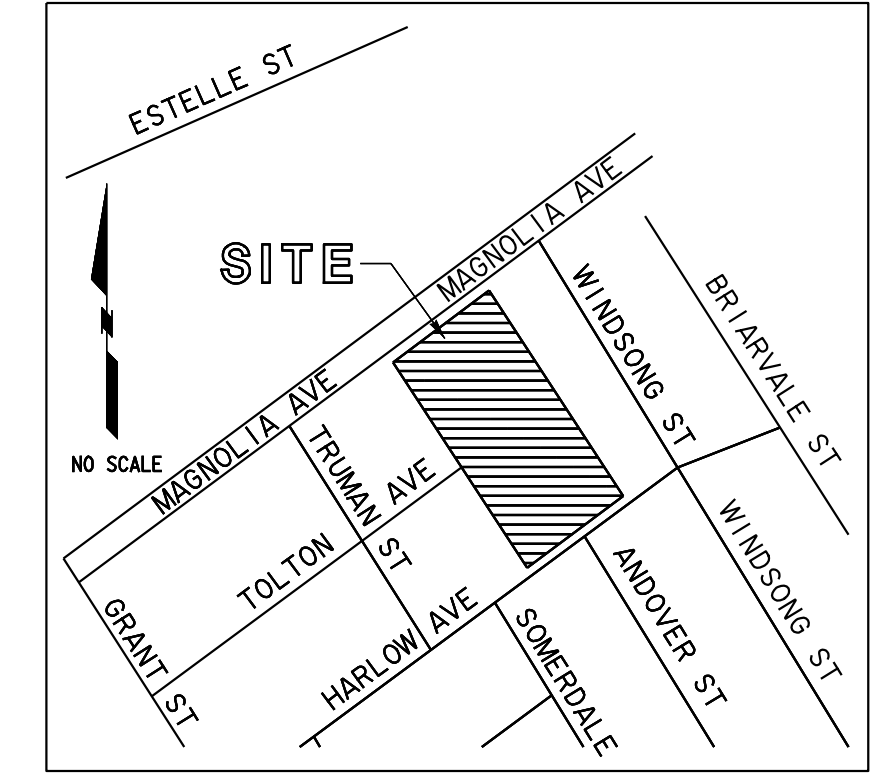 ESTELLE ST
MAGNOLIA AVE
SITE
N
NO SCALE
MAGNOLIA AVE
WINDSONG ST
BRIARVALE ST
TRUMAN ST
TOLTON AVE
GRANT ST
HARLOW AVE
SOMERDALE
ANDOVER ST
WINDSONG ST